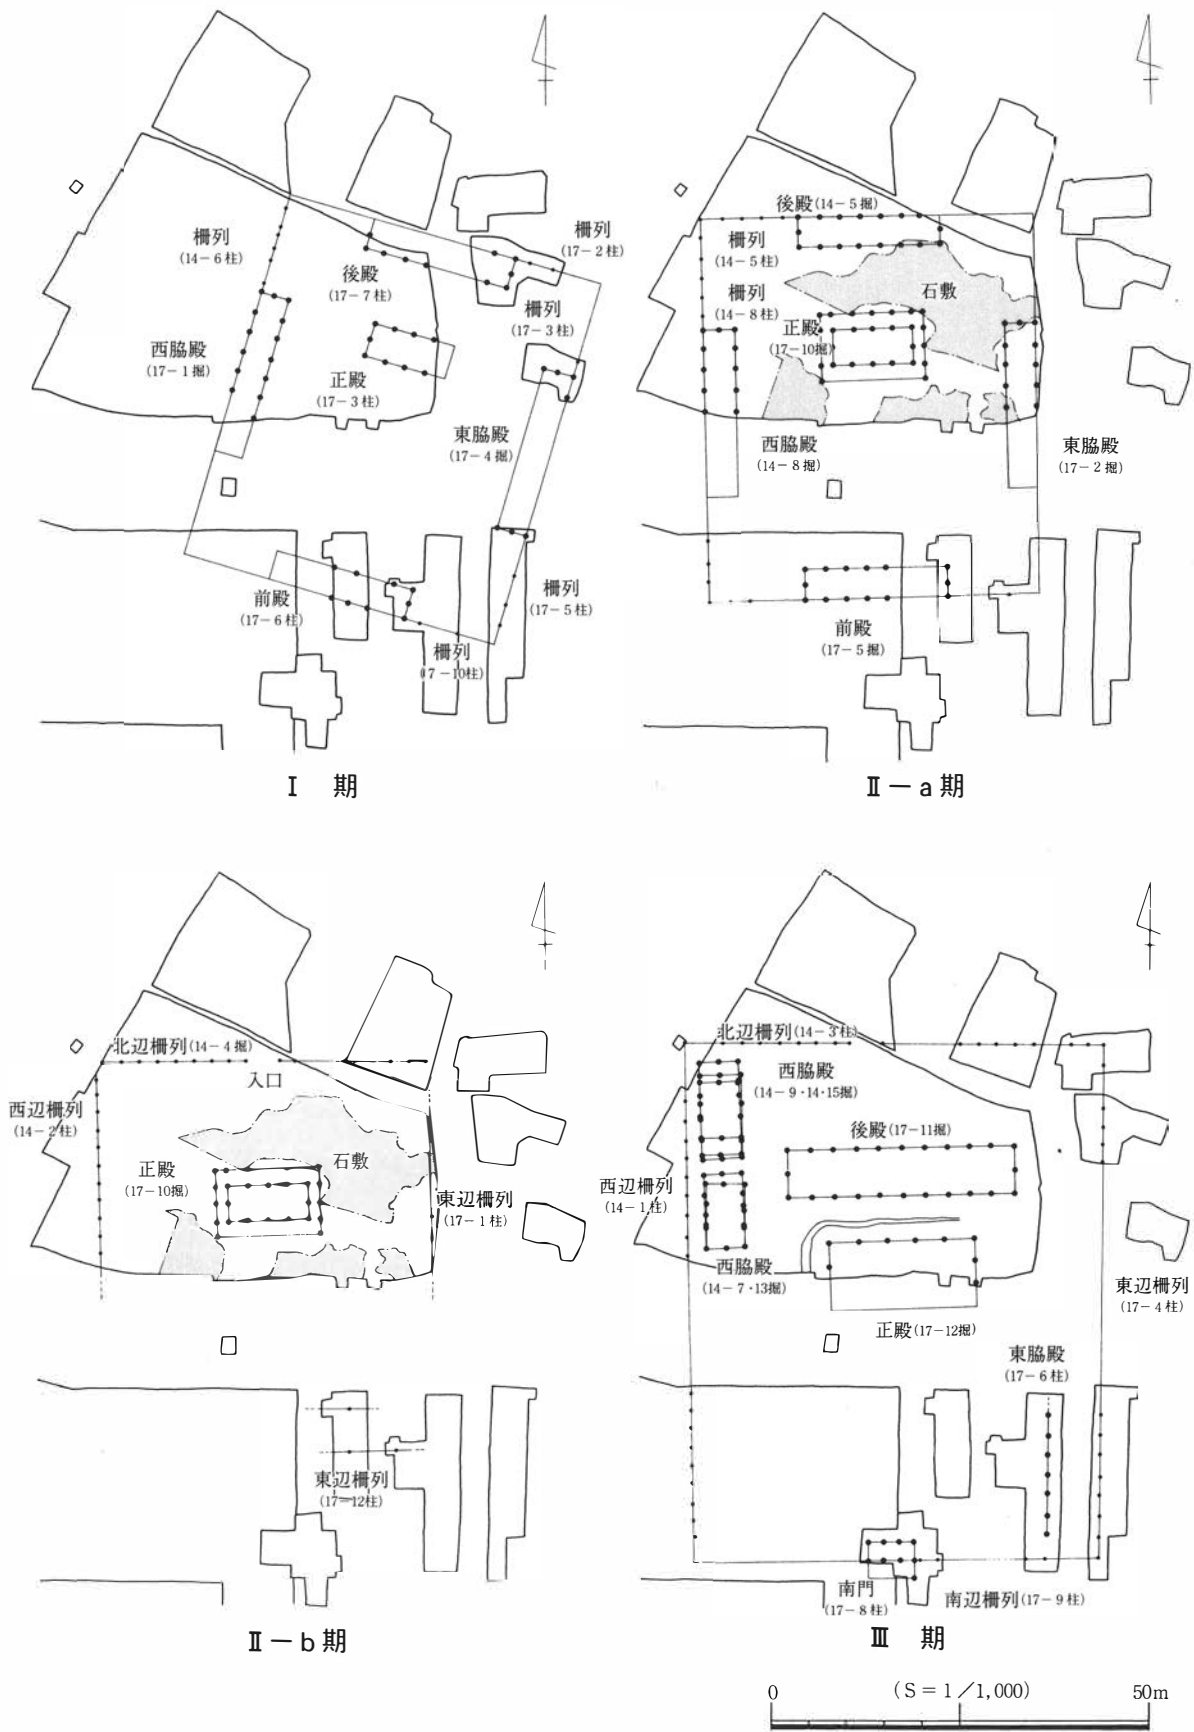 柵列
(14－6柱)
後殿
(17－7柱)
柵列
(17－2柱)
柵列
(17－3柱)
西脇殿
(17－1掘)
正殿
(17－3柱)
東脇殿
(17－4掘)
前殿
(17－6掘)
柵列
(17－5柱)
柵列
(17－10柱)
Ⅰ　期
後殿(14－5掘)
柵列
(14－5柱)
柵列
(14－8柱)
石敷
正殿
(17－10掘)
西脇殿
(14－8掘)
東脇殿
(17－2掘)
前殿
(17－5掘)
Ⅱ－a期
北辺柵列(14－4掘)
入口
西辺柵列
(14－2柱)
正殿
(17－10掘)
石敷
東辺柵列
(17－1柱)
東辺柵列
(17－12柱)
Ⅱ－b期
北辺柵列(14－3柱)
西脇殿
(14－9・14・15掘)
後殿(17－11掘)
西辺柵列
(14－1柱)
西脇殿
(14－7・13掘)
東辺柵列
(17－4柱)
正殿(17－12掘)
東脇殿
(17－6柱)
南門
(17－8柱)
南辺柵列(17－9柱)
Ⅲ　期
0　(S＝1／1,000)　50m